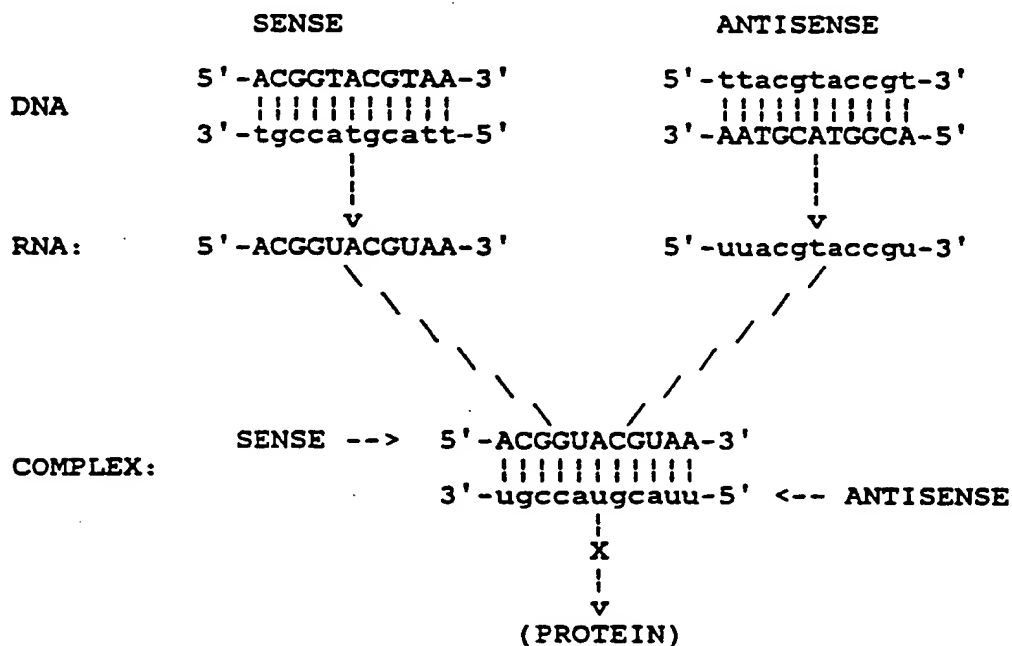 SENSE ANTISENSE
5'-ACGGTACGTAA-3' 5'-ttacgtaccgt-3'
DNA
3'-tgccatgcatt-5' 3'-AATGCATGGCA-5'
v v
RNA: 5'-ACGGUACGUAA-3' 5'-uuacgtaccgu-3'
SENSE --> 5'-ACGGUACGUAA-3'
COMPLEX:
3'-ugccaugcauu-5' <-- ANTISENSE
X
v
(PROTEIN)